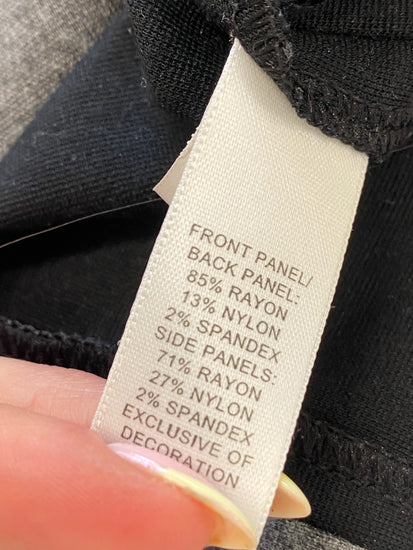 FRONT PANEL/
BACK PANEL:
85% RAYON
13% NYLON
2% SPANDEX
SIDE PANELS:
71% RAYON
27% NYLON
2% SPANDEX
EXCLUSIVE OF
DECORATION